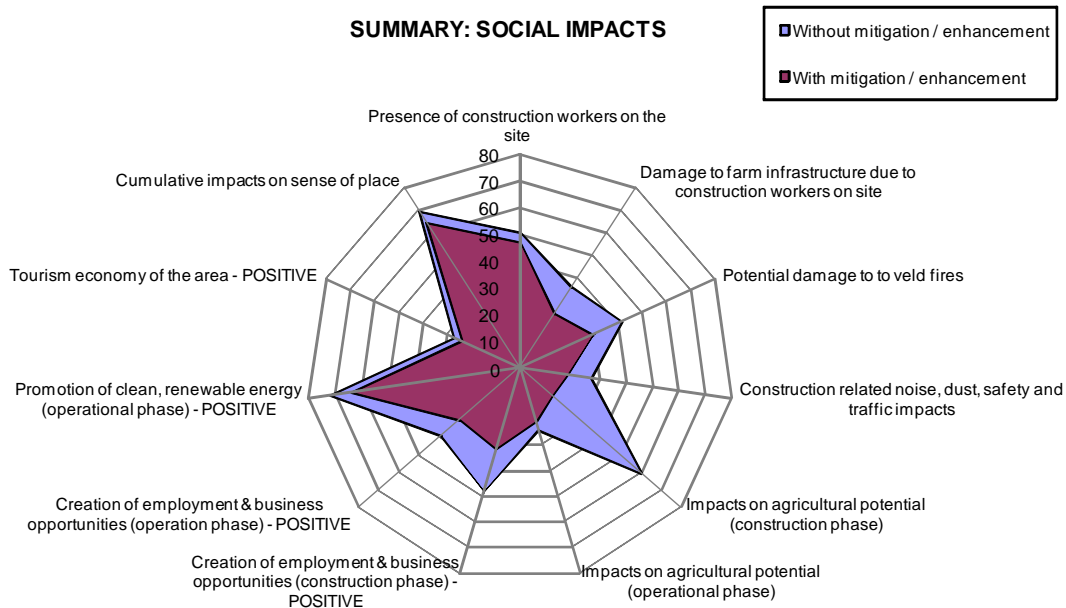 SUMMARY: SOCIAL IMPACTS
Without mitigation / enhancement
With mitigation / enhancement
Presence of construction workers on the
site
Damage to farm infrastructure due to
construction workers on site
Potential damage to to veld fires
Construction related noise, dust, safety and
traffic impacts
Impacts on agricultural potential
(construction phase)
Impacts on agricultural potential
(operational phase)
Creation of employment & business
opportunities (construction phase) -
POSITIVE
Creation of employment & business
opportunities (operation phase) - POSITIVE
Promotion of clean, renewable energy
(operational phase) - POSITIVE
Tourism economy of the area - POSITIVE
Cumulative impacts on sense of place
80
70
60
50
40
30
20
10
0